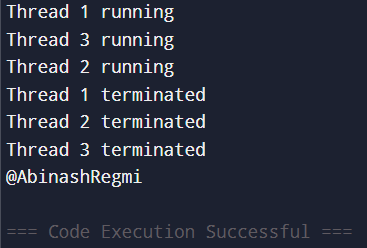 Thread 1 running
Thread 3 running
Thread 2 running
Thread 1 terminated
Thread 2 terminated
Thread 3 terminated
@AbinashRegmi
=== Code Execution Successful ===